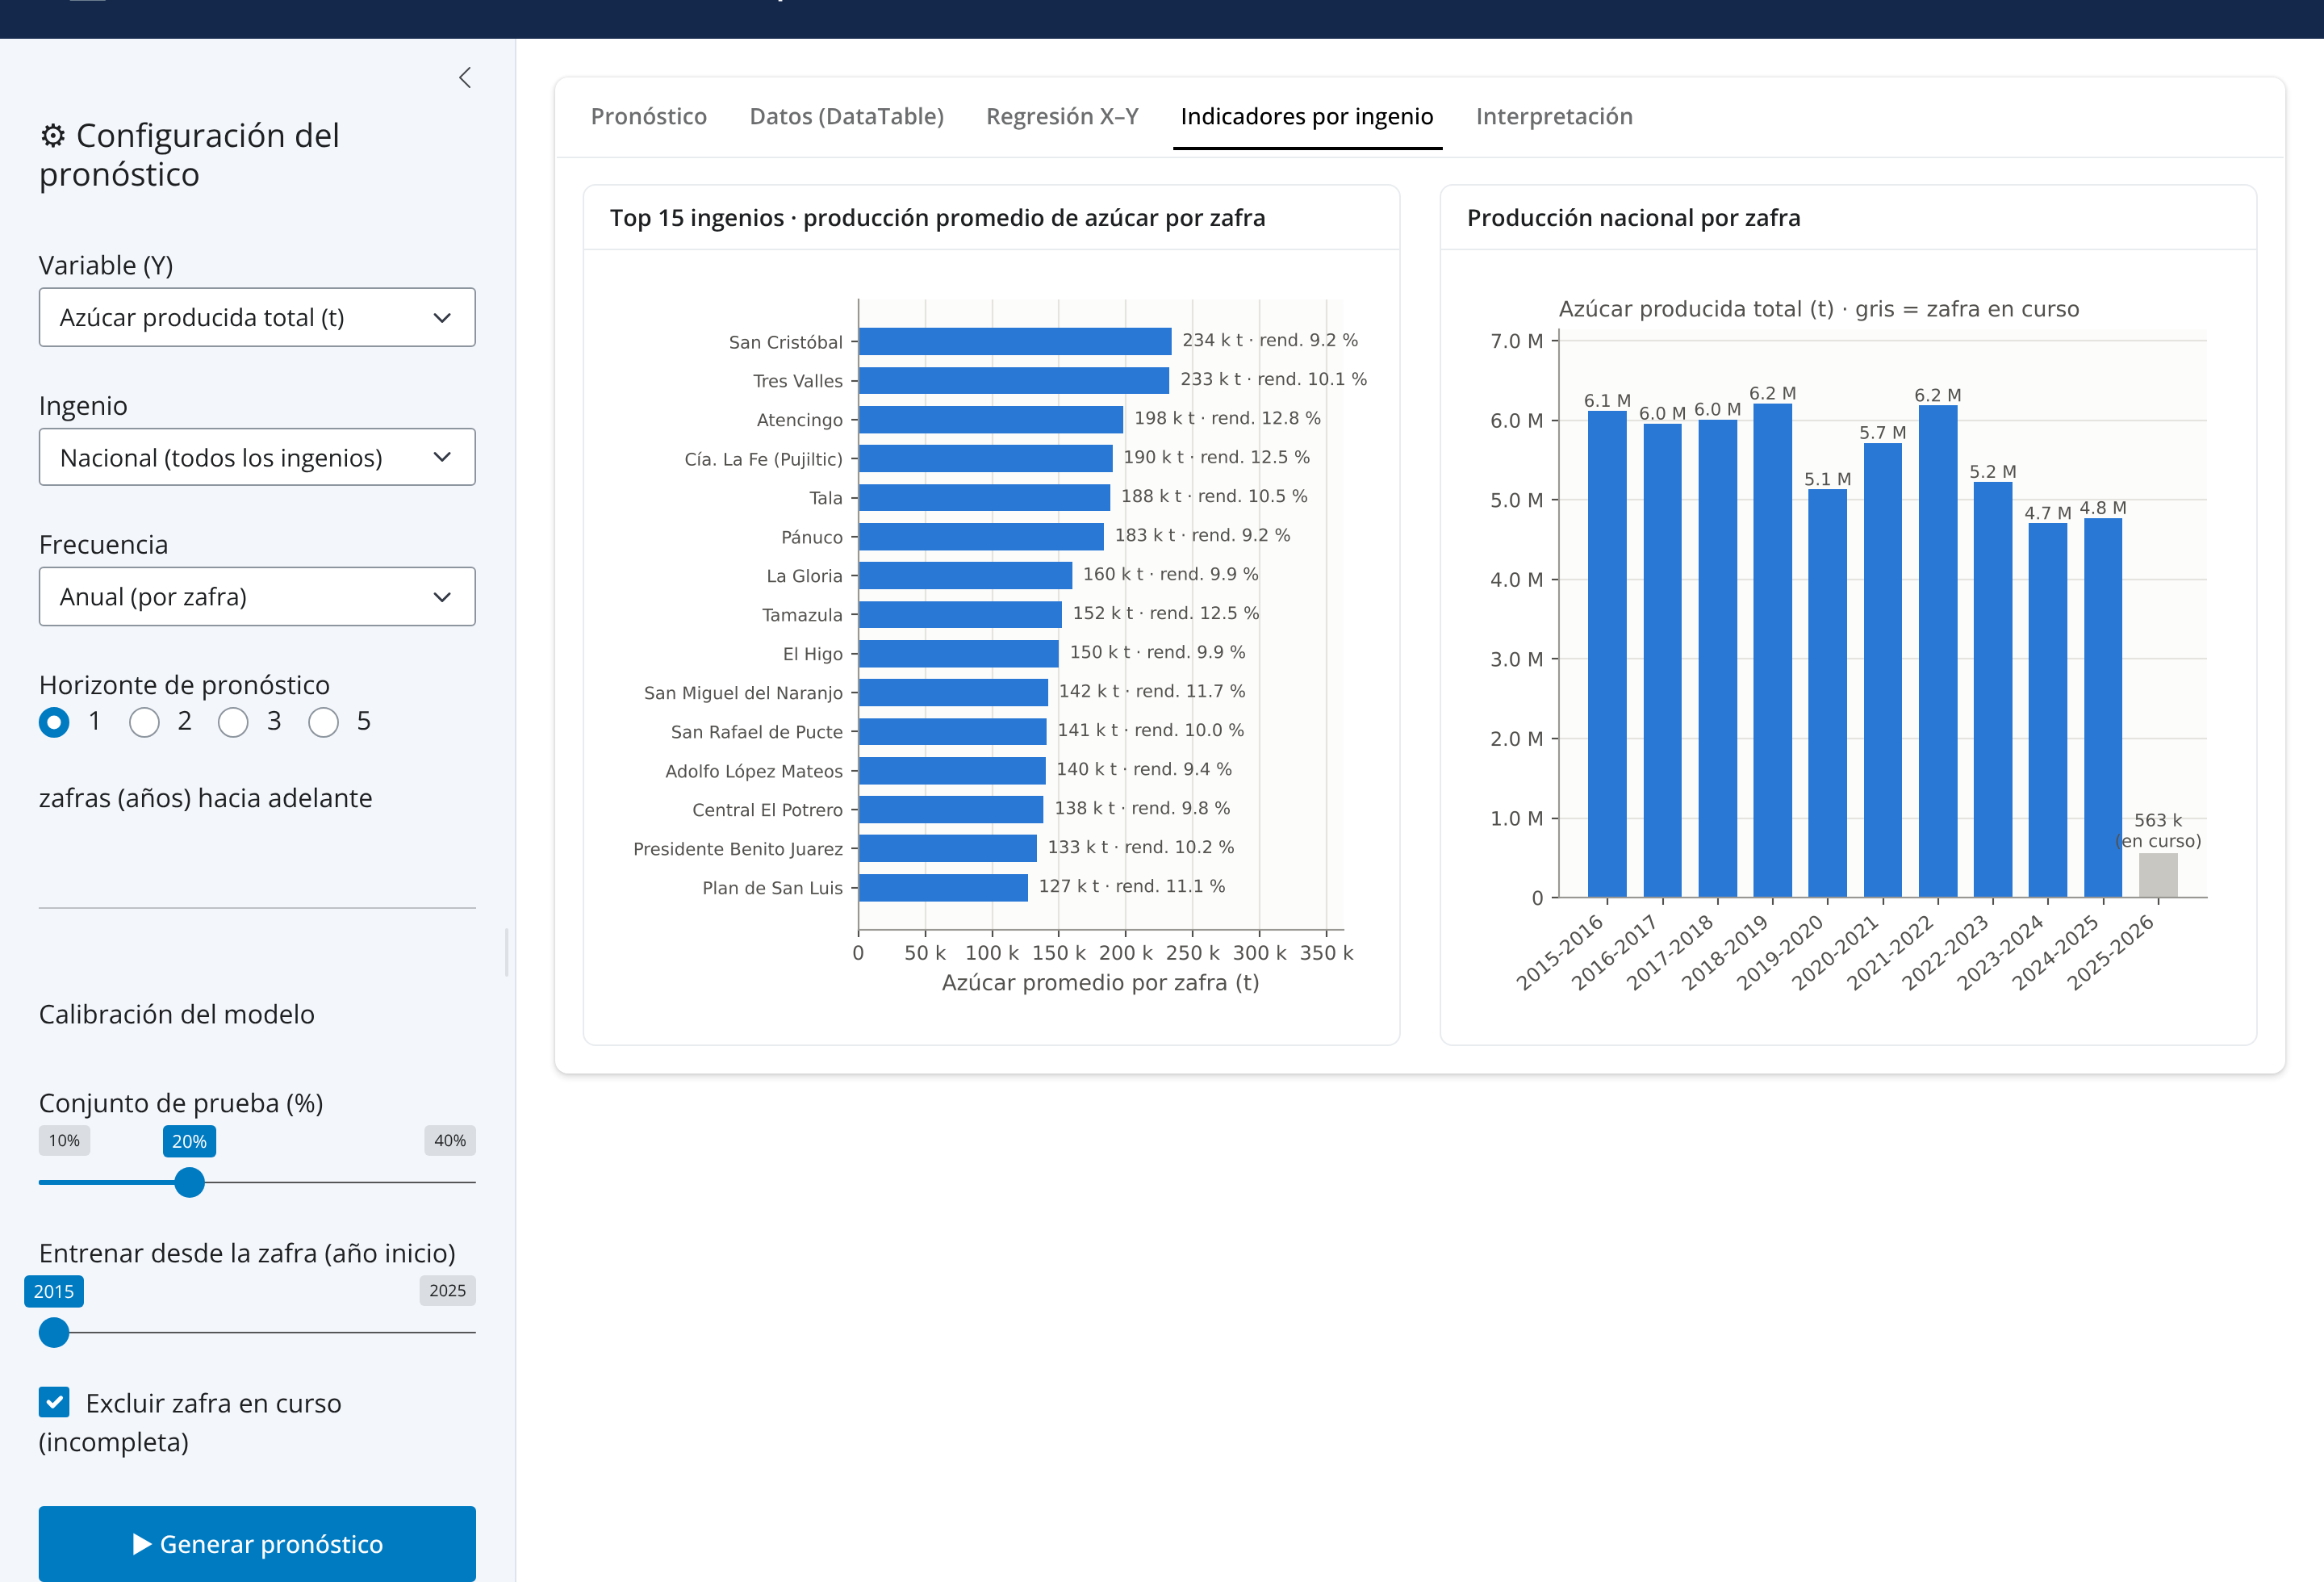 ⚙ Configuración del
pronóstico
Variable (Y)
Azúcar producida total (t)
Ingenio
Nacional (todos los ingenios)
Frecuencia
Anual (por zafra)
Horizonte de pronóstico
1 2 3 5
zafras (años) hacia adelante
Calibración del modelo
Conjunto de prueba (%)
10% 20% 40%
Entrenar desde la zafra (año inicio)
2015 2025
Excluir zafra en curso
(incompleta)
▶ Generar pronóstico
Pronóstico Datos (DataTable) Regresión X–Y Indicadores por ingenio Interpretación
Top 15 ingenios · producción promedio de azúcar por zafra
San Cristóbal 234 k t · rend. 9.2 %
Tres Valles 233 k t · rend. 10.1 %
Atencingo 198 k t · rend. 12.8 %
Cía. La Fe (Pujiltic) 190 k t · rend. 12.5 %
Tala 188 k t · rend. 10.5 %
Pánuco 183 k t · rend. 9.2 %
La Gloria 160 k t · rend. 9.9 %
Tamazula 152 k t · rend. 12.5 %
El Higo 150 k t · rend. 9.9 %
San Miguel del Naranjo 142 k t · rend. 11.7 %
San Rafael de Pucte 141 k t · rend. 10.0 %
Adolfo López Mateos 140 k t · rend. 9.4 %
Central El Potrero 138 k t · rend. 9.8 %
Presidente Benito Juarez 133 k t · rend. 10.2 %
Plan de San Luis 127 k t · rend. 11.1 %
0 50 k 100 k 150 k 200 k 250 k 300 k 350 k
Azúcar promedio por zafra (t)
Producción nacional por zafra
Azúcar producida total (t) · gris = zafra en curso
7.0 M
6.0 M
5.0 M
4.0 M
3.0 M
2.0 M
1.0 M
0
6.1 M 6.0 M 6.0 M 6.2 M 5.1 M 5.7 M 6.2 M 5.2 M 4.7 M 4.8 M
563 k
(en curso)
2015-2016 2016-2017 2017-2018 2018-2019 2019-2020 2020-2021 2021-2022 2022-2023 2023-2024 2024-2025 2025-2026